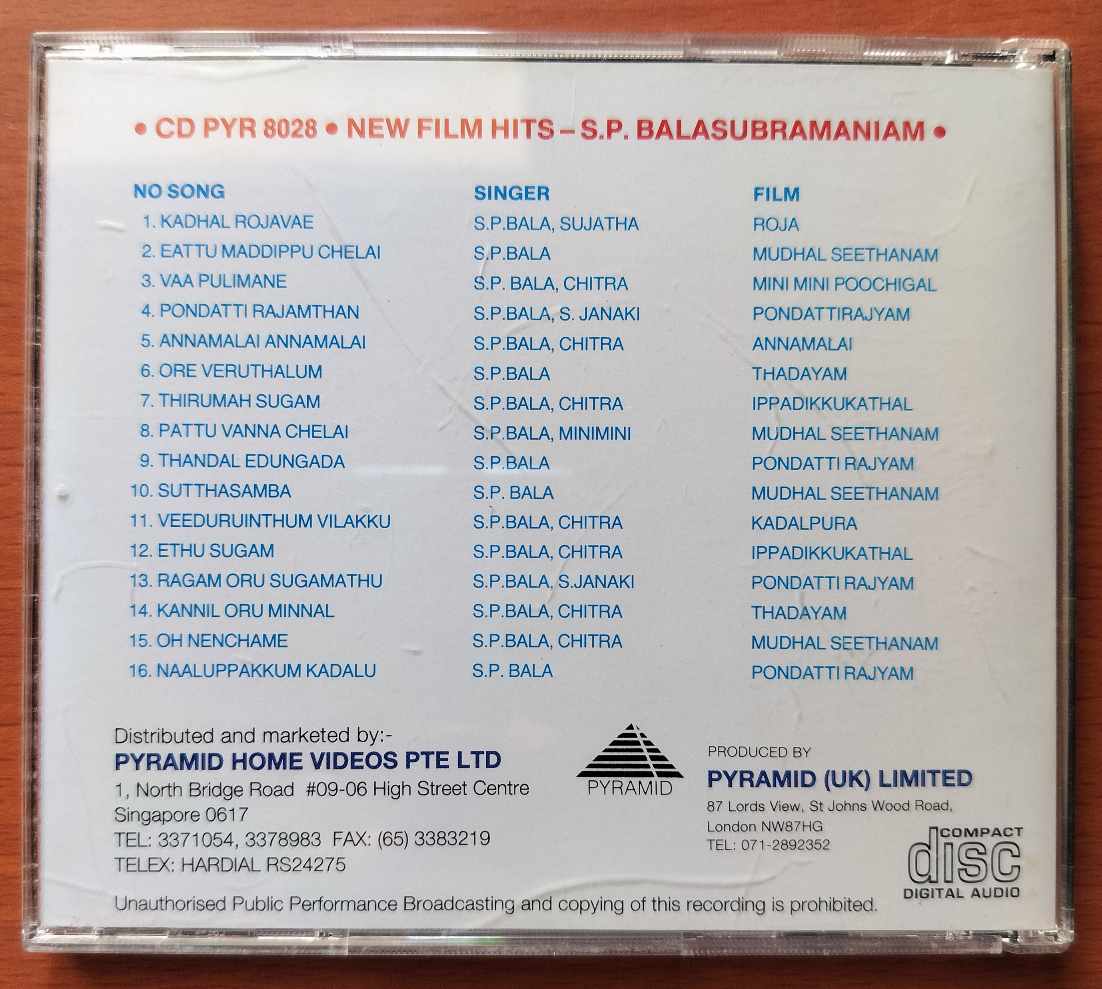 • CD PYR 8028 • NEW FILM HITS – S.P. BALASUBRAMANIAM •
NO SONG SINGER FILM
1. KADHAL ROJAVAE S.P.BALA, SUJATHA ROJA
2. EATTU MADDIPPU CHELAI S.P.BALA MUDHAL SEETHANAM
3. VAA PULIMANE S.P. BALA, CHITRA MINI MINI POOCHIGAL
4. PONDATTI RAJAMTHAN S.P.BALA, S. JANAKI PONDATTIRAJYAM
5. ANNAMALAI ANNAMALAI S.P.BALA, CHITRA ANNAMALAI
6. ORE VERUTHALUM S.P.BALA THADAYAM
7. THIRUMAH SUGAM S.P.BALA, CHITRA IPPADIKKUKATHAL
8. PATTU VANNA CHELAI S.P.BALA, MINIMINI MUDHAL SEETHANAM
9. THANDAL EDUNGADA S.P.BALA PONDATTI RAJYAM
10. SUTTHASAMBA S.P. BALA MUDHAL SEETHANAM
11. VEEDURUINTHUM VILAKKU S.P.BALA, CHITRA KADALPURA
12. ETHU SUGAM S.P.BALA, CHITRA IPPADIKKUKATHAL
13. RAGAM ORU SUGAMATHU S.P.BALA, S.JANAKI PONDATTI RAJYAM
14. KANNIL ORU MINNAL S.P.BALA, CHITRA THADAYAM
15. OH NENCHAME S.P.BALA, CHITRA MUDHAL SEETHANAM
16. NAALUPPAKKUM KADALU S.P. BALA PONDATTI RAJYAM
Distributed and marketed by:-
PYRAMID HOME VIDEOS PTE LTD
1, North Bridge Road #09-06 High Street Centre
Singapore 0617
TEL: 3371054, 3378983 FAX: (65) 3383219
TELEX: HARDIAL RS24275
PYRAMID
PRODUCED BY
PYRAMID (UK) LIMITED
87 Lords View, St Johns Wood Road,
London NW87HG
TEL: 071-2892352
COMPACT
disc
DIGITAL AUDIO
Unauthorised Public Performance Broadcasting and copying of this recording is prohibited.